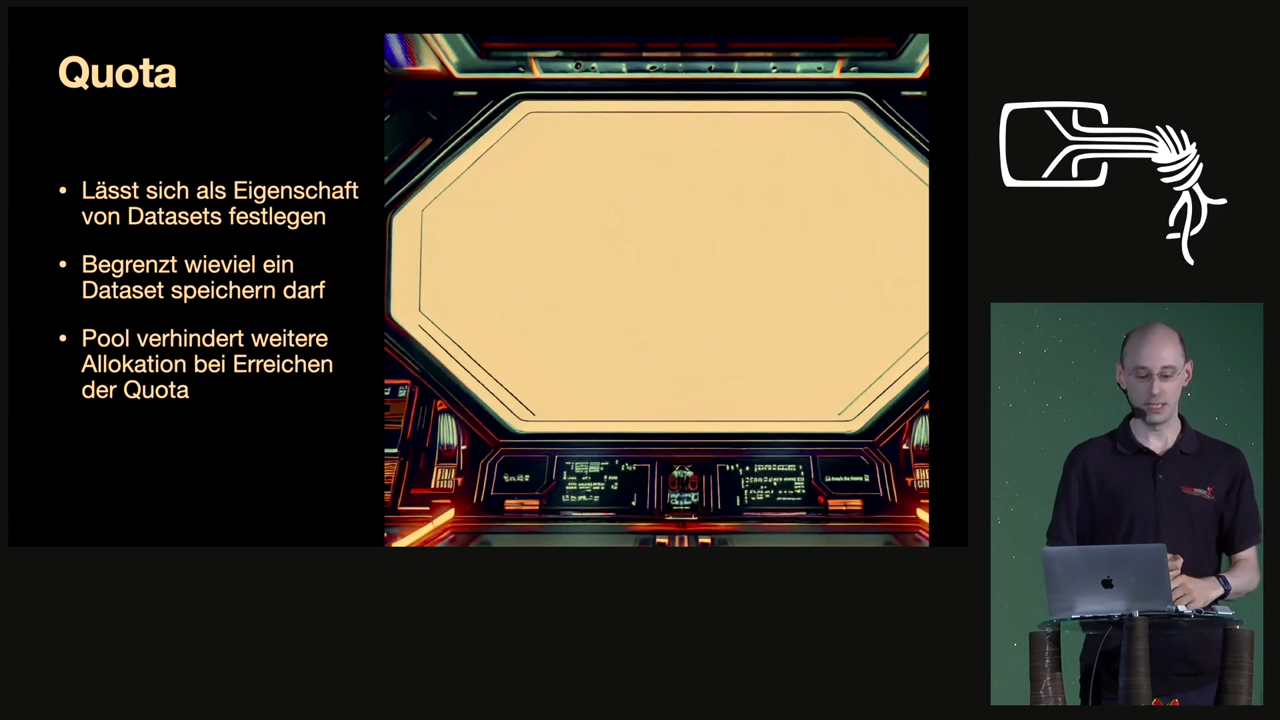 Quota
• Lässt sich als Eigenschaft
von Datasets festlegen
• Begrenzt wieviel ein
Dataset speichern darf
• Pool verhindert weitere
Allokation bei Erreichen
der Quota